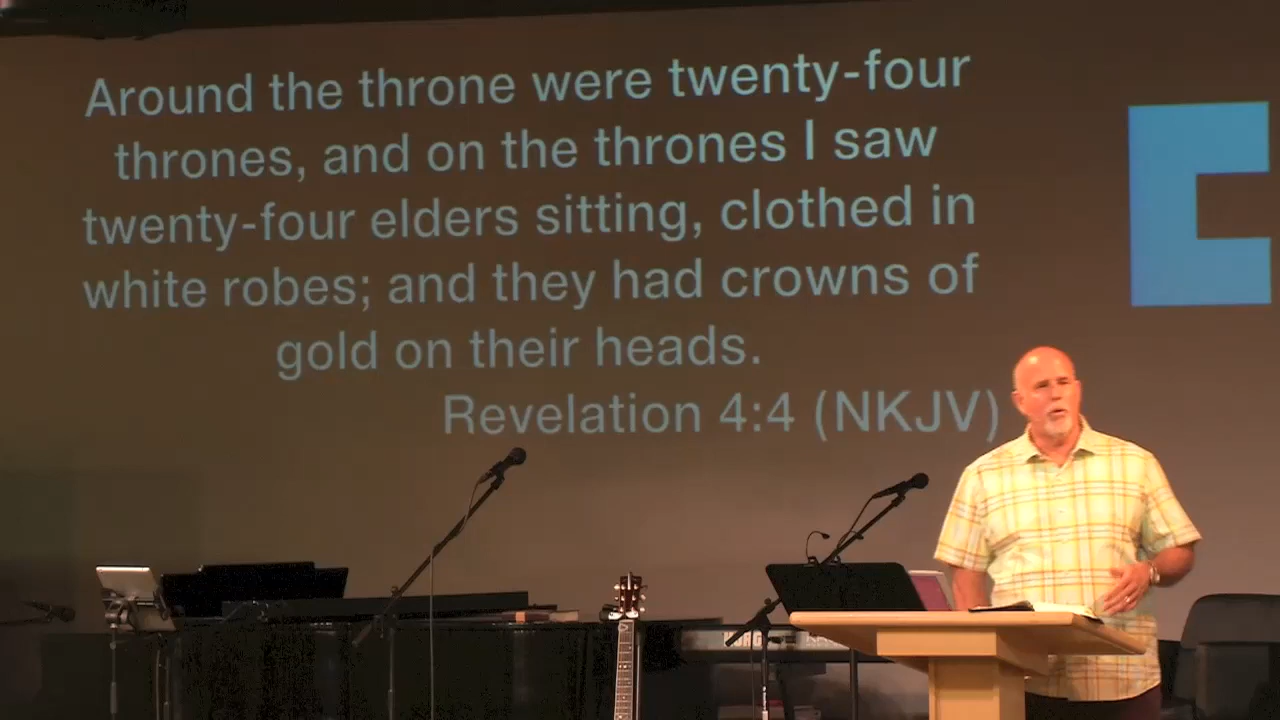 Around the throne were twenty-four
thrones, and on the thrones I saw
twenty-four elders sitting, clothed in
white robes; and they had crowns of
gold on their heads.
Revelation 4:4 (NKJV)